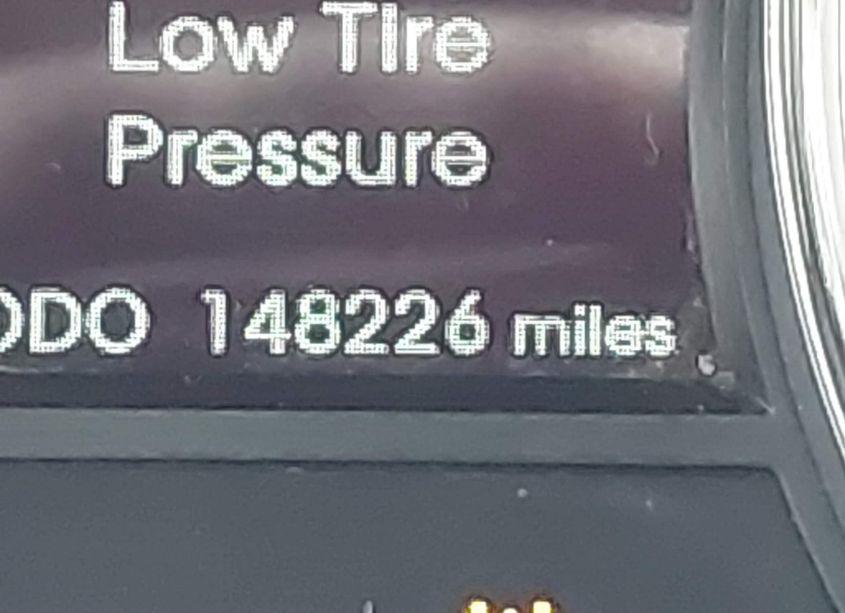 Low Tire
Pressure
ODO 148226 miles